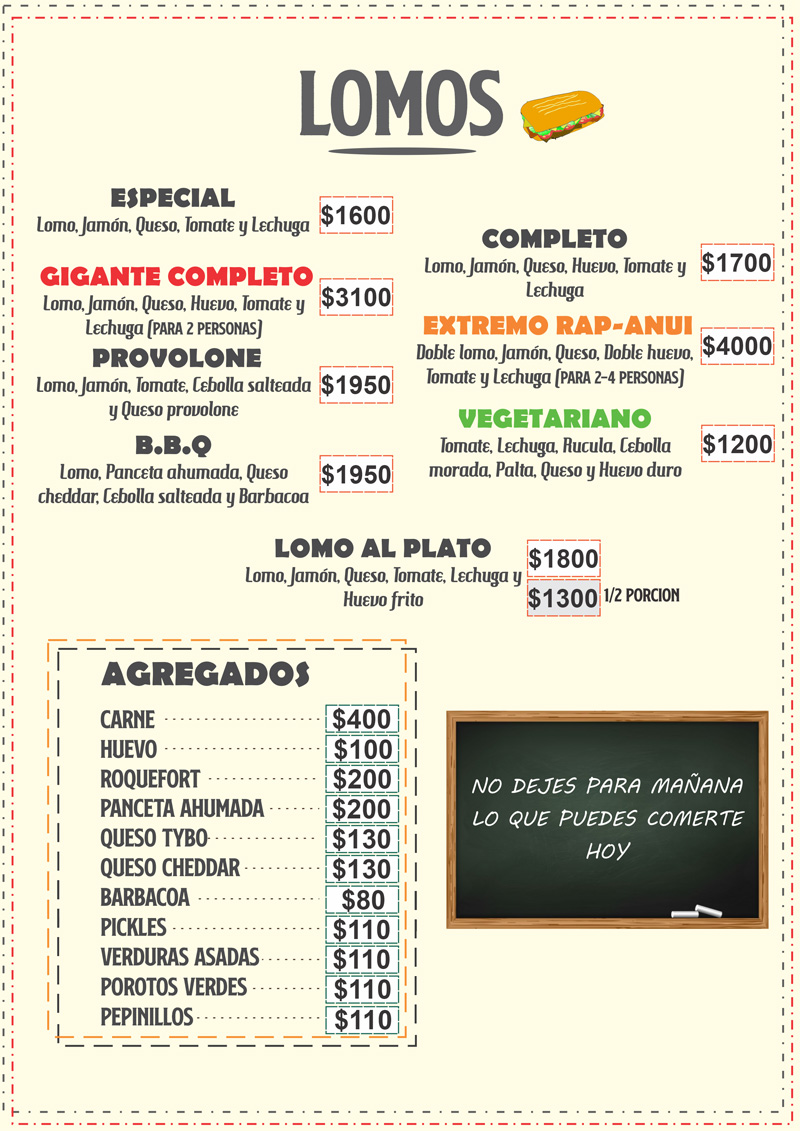 LOMOS
ESPECIAL
Lomo, Jamón, Queso, Tomate y Lechuga
$1600
GIGANTE COMPLETO
Lomo, Jamón, Queso, Huevo, Tomate y
Lechuga (PARA 2 PERSONAS)
$3100
PROVOLONE
Lomo, Jamón, Tomate, Cebolla salteada
y Queso provolone
$1950
B.B.Q
Lomo, Panceta ahumada, Queso
cheddar, Cebolla salteada y Barbacoa
$1950
COMPLETO
Lomo, Jamón, Queso, Huevo, Tomate y
Lechuga
$1700
EXTREMO RAP-ANUI
Doble lomo, Jamón, Queso, Doble huevo,
Tomate y Lechuga (PARA 2-4 PERSONAS)
$4000
VEGETARIANO
Tomate, Lechuga, Rucula, Cebolla
morada, Palta, Queso y Huevo duro
$1200
LOMO AL PLATO
Lomo, Jamón, Queso, Tomate, Lechuga y
Huevo frito
$1800
$1300 1/2 PORCION
AGREGADOS
CARNE $400
HUEVO $100
ROQUEFORT $200
PANCETA AHUMADA $200
QUESO TYBO $130
QUESO CHEDDAR $130
BARBACOA $80
PICKLES $110
VERDURAS ASADAS $110
POROTOS VERDES $110
PEPINILLOS $110
NO DEJES PARA MAÑANA
LO QUE PUEDES COMERTE
HOY